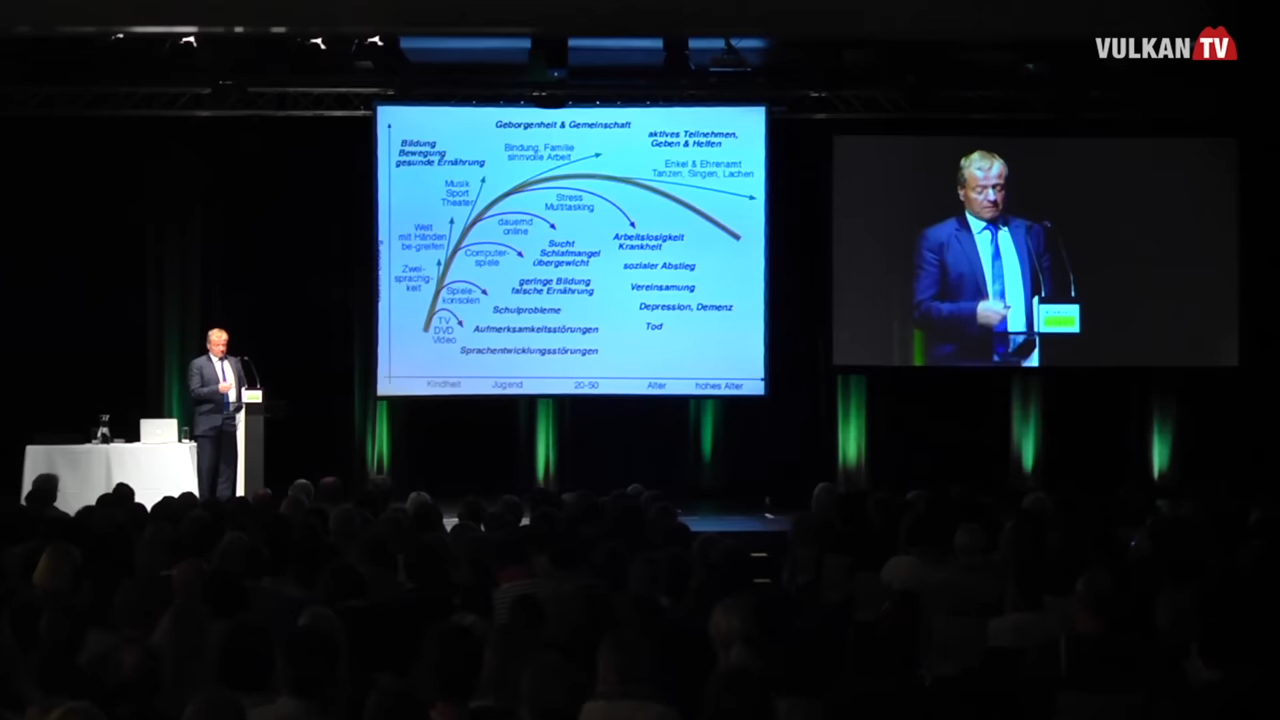 VULKAN TV
Geborgenheit & Gemeinschaft
aktives Teilnehmen,
Geben & Helfen
Bildung
Bewegung
gesunde Ernährung
Bindung, Familie
sinnvolle Arbeit
Enkel & Ehrenamt
Tanzen, Singen, Lachen
Musik
Sport
Theater
Stress
Multitasking
Welt
mit Händen
be-greifen
dauernd
online
Arbeitslosigkeit
Krankheit
Sucht
Schlafmangel
Übergewicht
Computer-
spiele
sozialer Abstieg
Zwei-
sprachig-
keit
geringe Bildung
falsche Ernährung
Vereinsamung
Spiele-
konsolen
Schulprobleme
Depression, Demenz
TV
DVD
Video
Aufmerksamkeitsstörungen
Tod
Sprachentwicklungsstörungen
Kindheit Jugend 20-50 Alter hohes Alter